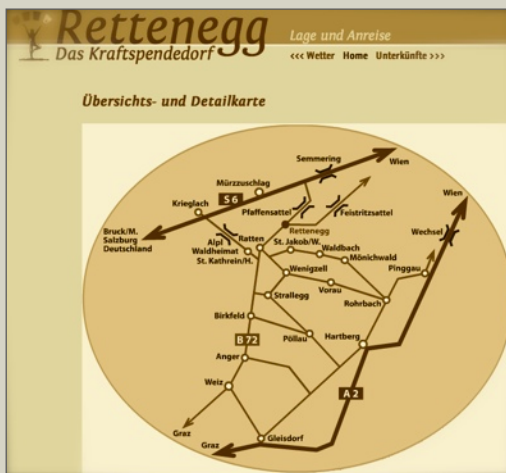 Rettenegg
Das Kraftspendedorf
Lage und Anreise
<<< Wetter Home Unterkünfte >>>
Übersichts- und Detailkarte
Semmering
Wien
Mürzzuschlag
S 6
Wien
Krieglach
Pfaffensattel
Feistritzsattel
Bruck/M.
Salzburg
Deutschland
Rettenegg
Wechsel
Alpl
Waldheimat
St. Kathrein/H.
Ratten
St. Jakob/W.
Waldbach
Mönichwald
Pinggau
Wenigzell
Vorau
Strallegg
Rohrbach
Birkfeld
Pöllau
Hartberg
B 72
Anger
Weiz
A 2
Graz
Graz
Gleisdorf